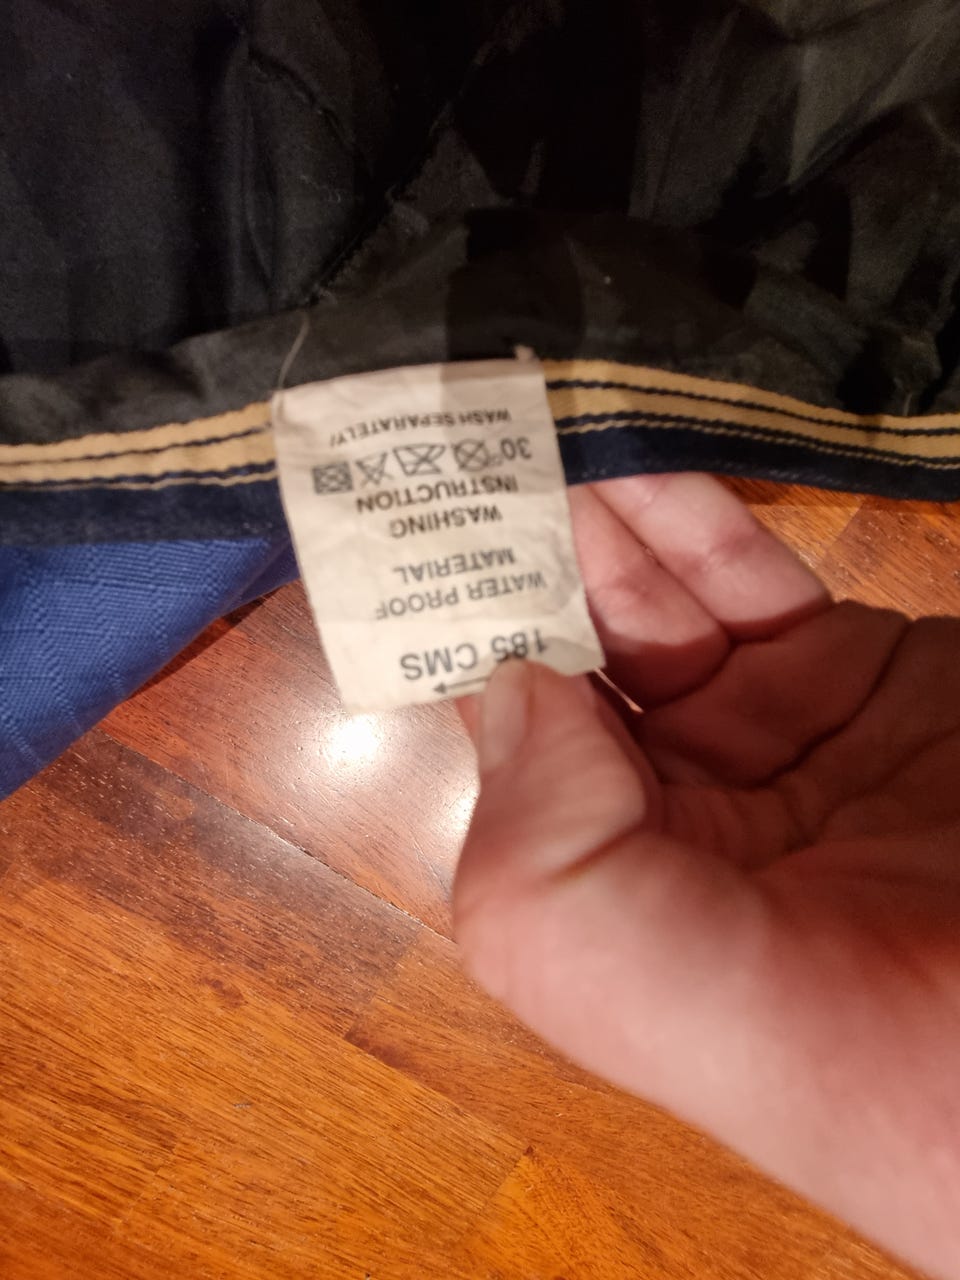 185 CMS
WATER PROOF
MATERIAL
WASHING
INSTRUCTION
30°
WASH SEPARATELY!